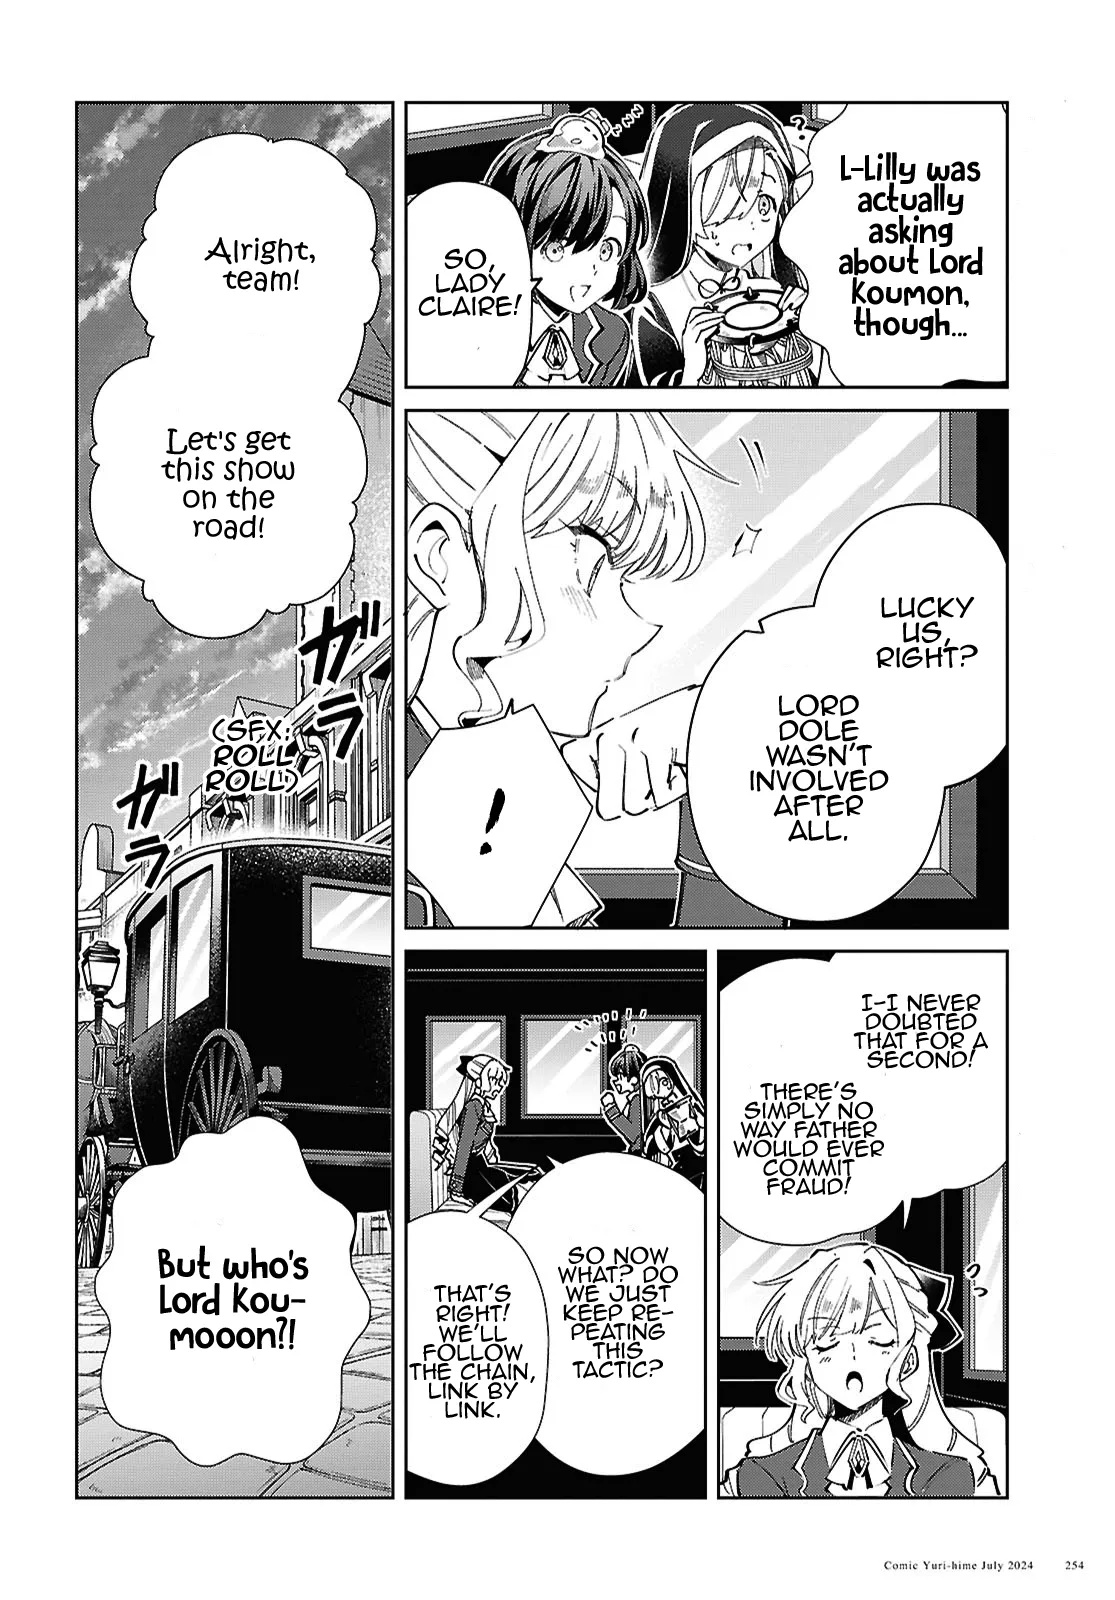 L-Lilly was
actually
asking
about Lord
Koumon,
though...
SO,
LADY
CLAIRE!
LUCKY
US,
RIGHT?
LORD
DOLE
WASN'T
INVOLVED
AFTER
ALL.
!
I-I NEVER
DOUBTED
THAT FOR A
SECOND!
THERE'S
SIMPLY NO
WAY FATHER
WOULD EVER
COMMIT
FRAUD!
SO NOW
WHAT? DO
WE JUST
KEEP RE-
PEATING
THIS
TACTIC?
THAT'S
RIGHT!
WE'LL
FOLLOW
THE CHAIN,
LINK BY
LINK.
Alright,
team!
Let's get
this show
on the
road!
ガラ
(SFX:
ROLL
ROLL)
ガラ
But who's
Lord Kou-
mooon?!
Comic Yuri-hime July 2024 254